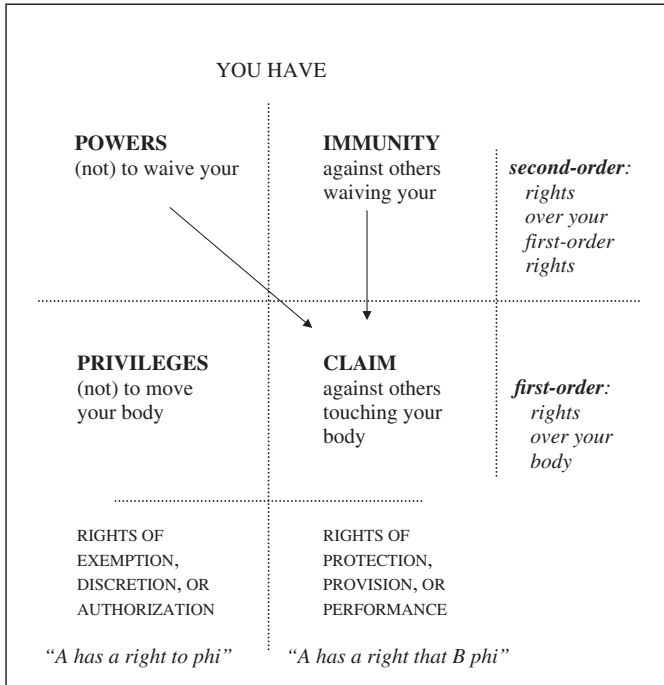 YOU HAVE
POWERS
(not) to waive your
IMMUNITY
against others
waiving your
second-order:
rights
over your
first-order
rights
PRIVILEGES
(not) to move
your body
CLAIM
against others
touching your
body
first-order:
rights
over your
body
RIGHTS OF
EXEMPTION,
DISCRETION, OR
AUTHORIZATION
RIGHTS OF
PROTECTION,
PROVISION, OR
PERFORMANCE
"A has a right to phi"
"A has a right that B phi"